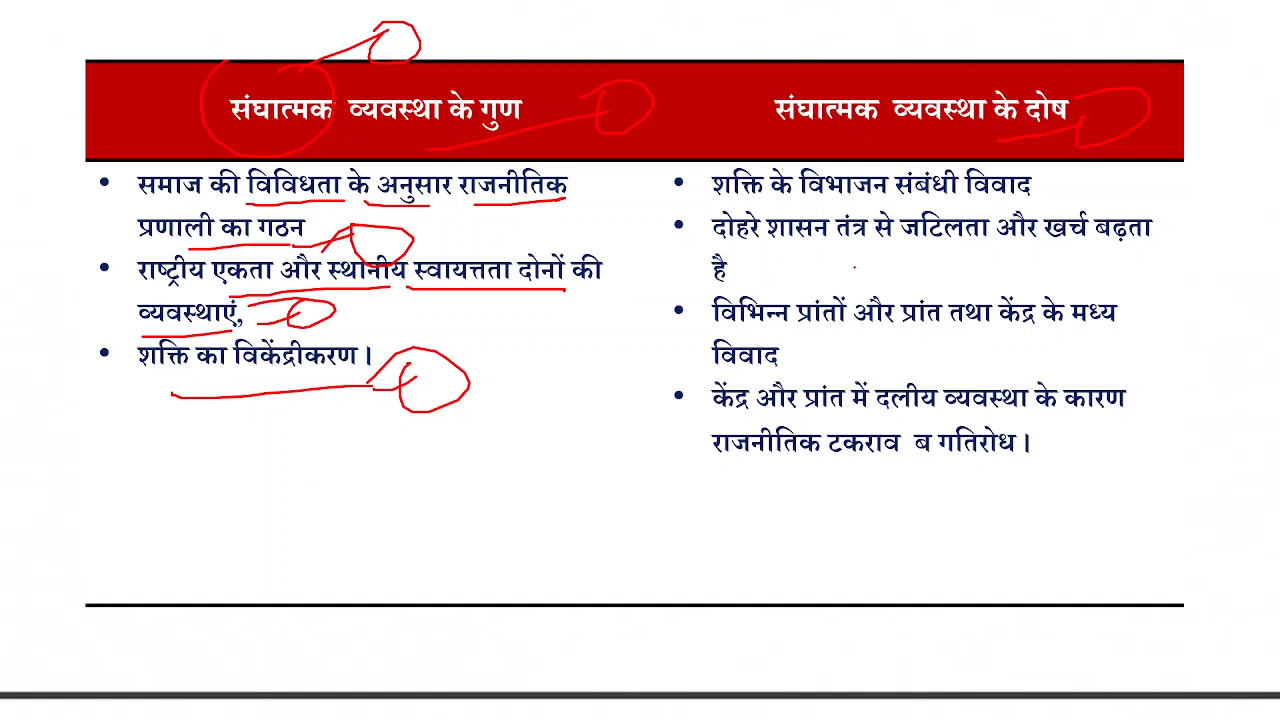 संघात्मक व्यवस्था के गुण
समाज की विविधता के अनुसार राजनीतिक
प्रणाली का गठन
राष्ट्रीय एकता और स्थानीय स्वायत्तता दोनों की
व्यवस्थाएं,
शक्ति का विकेंद्रीकरण।
संघात्मक व्यवस्था के दोष
शक्ति के विभाजन संबंधी विवाद
दोहरे शासन तंत्र से जटिलता और खर्च बढ़ता
है
विभिन्न प्रांतों और प्रांत तथा केंद्र के मध्य
विवाद
केंद्र और प्रांत में दलीय व्यवस्था के कारण
राजनीतिक टकराव ब गतिरोध।